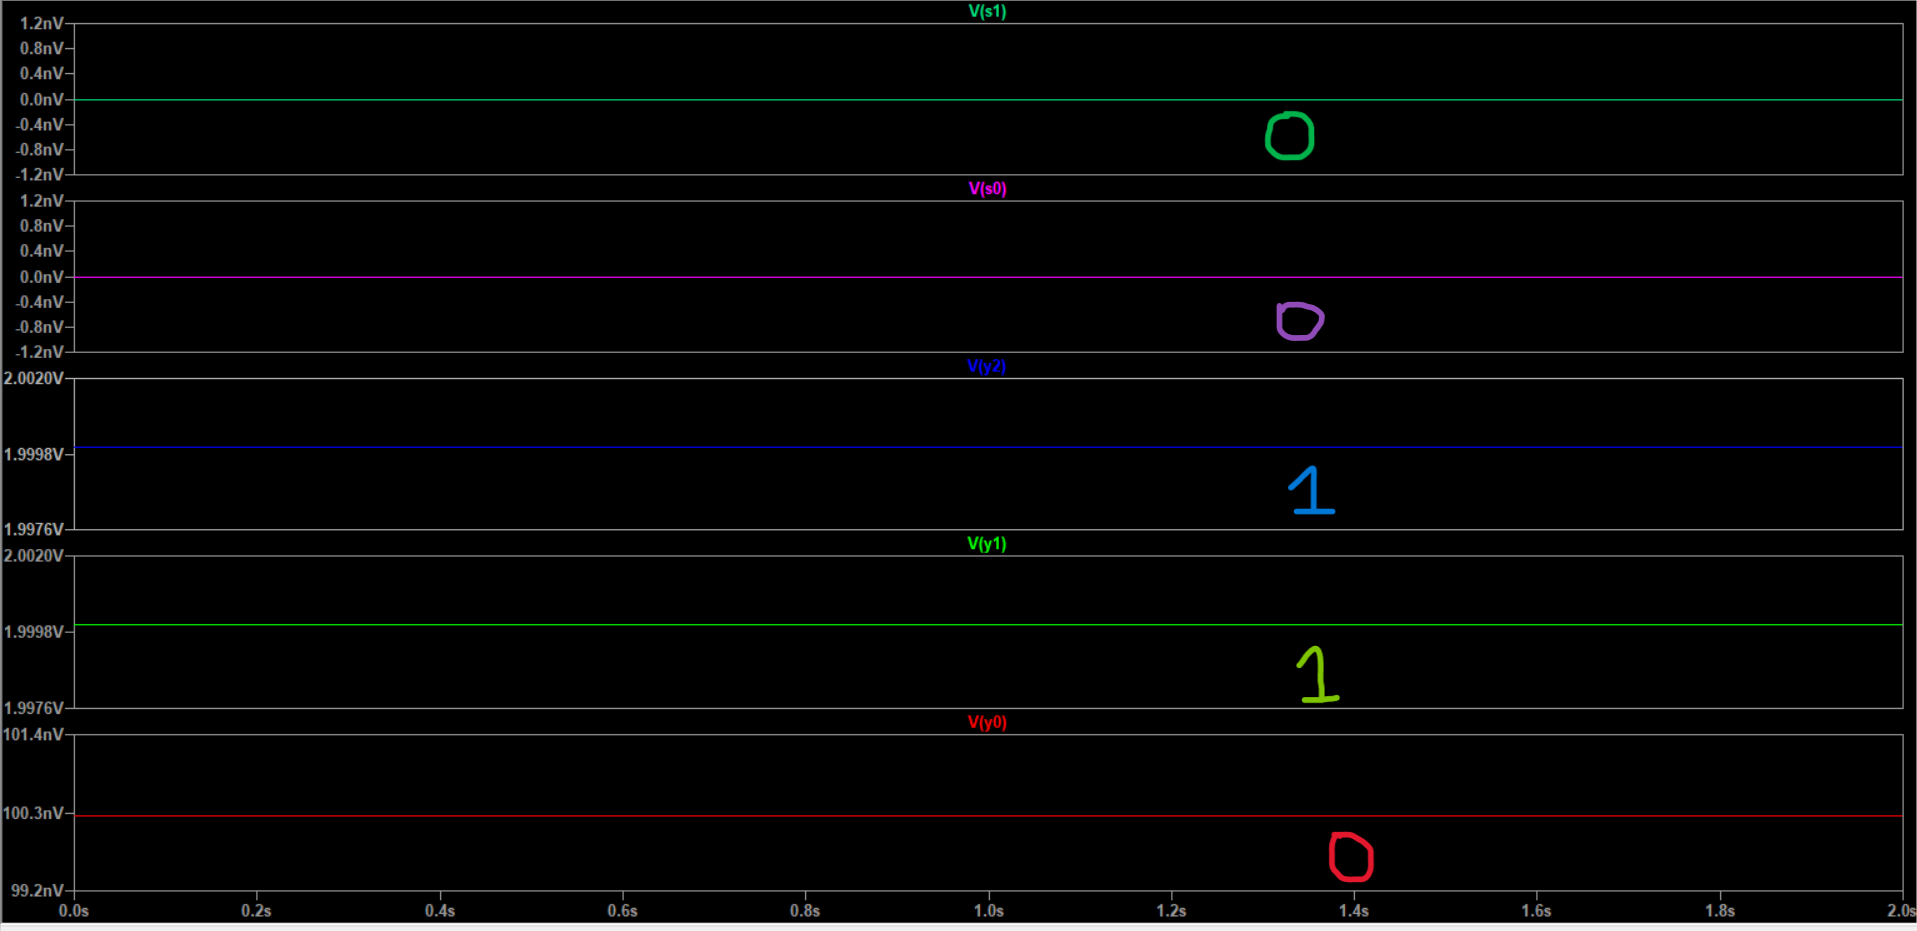 V(s1)
1.2nV
0.8nV
0.4nV
0.0nV
-0.4nV
-0.8nV
-1.2nV
0
V(s0)
1.2nV
0.8nV
0.4nV
0.0nV
-0.4nV
-0.8nV
-1.2nV
0
V(y2)
2.0020V
1.9998V
1.9976V
1
V(y1)
2.0020V
1.9998V
1.9976V
1
V(y0)
101.4nV
100.3nV
99.2nV
0
0.0s 0.2s 0.4s 0.6s 0.8s 1.0s 1.2s 1.4s 1.6s 1.8s 2.0s